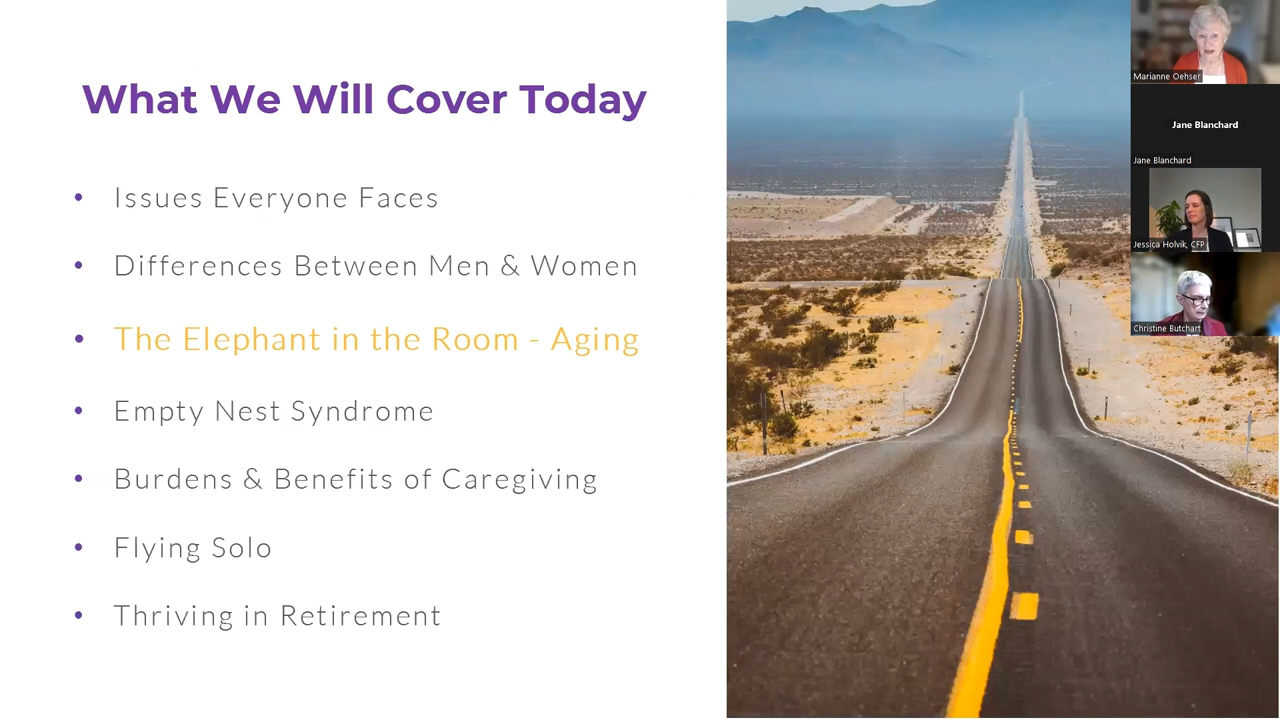 What We Will Cover Today
• Issues Everyone Faces
• Differences Between Men & Women
• The Elephant in the Room - Aging
• Empty Nest Syndrome
• Burdens & Benefits of Caregiving
• Flying Solo
• Thriving in Retirement
Marianne Oehser
Jane Blanchard
Jane Blanchard
Jessica Holvik, CFP
Christine Butchart